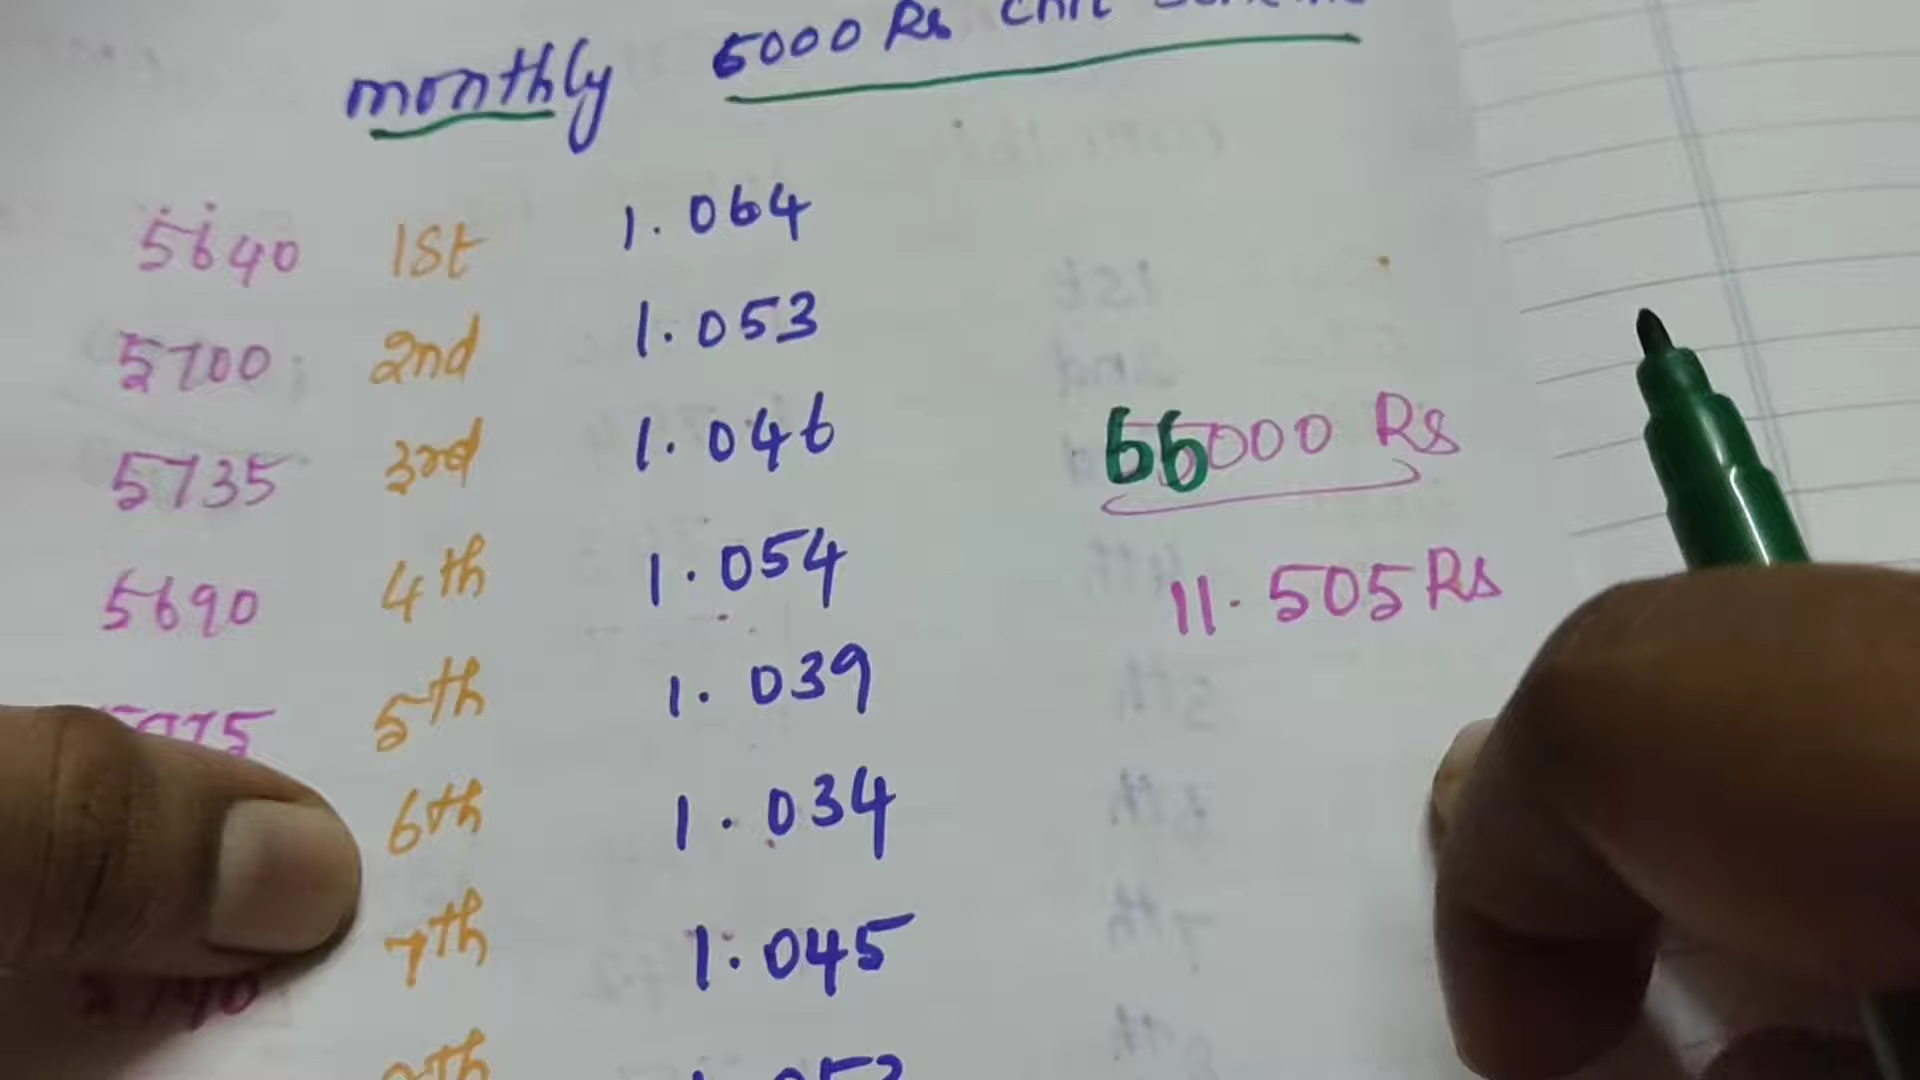 monthly 5000 Rs
5640 1st 1.064
5700 2nd 1.053
5735 3rd 1.046
66000 Rs
5690 4th 1.054
11.505 Rs
5th 1.039
6th 1.034
7th 1.045